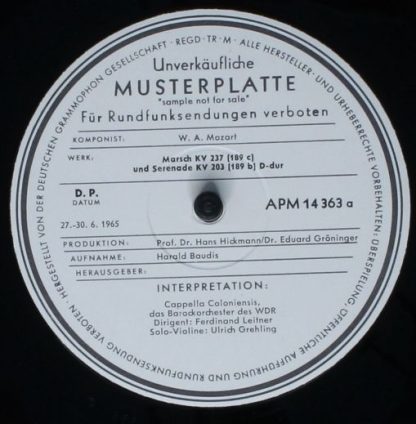 HERGESTELLT VON DER DEUTSCHEN GRAMMOPHON GESELLSCHAFT · REGD · TR · M · ALLE HERSTELLER- UND URHEBERRECHTE VORBEHALTEN · ÜBERSPIELUNG, ÖFFENTLICHE AUFFÜHRUNG UND RUNDFUNKSENDUNG VERBOTEN ·
Unverkäufliche
MUSTERPLATTE
"sample not for sale"
Für Rundfunksendungen verboten
KOMPONIST: W. A. Mozart
WERK: Marsch KV 237 (189 c)
und Serenade KV 203 (189 b) D-dur
D. P.
DATUM
APM 14 363 a
27.-30. 6. 1965
PRODUKTION: Prof. Dr. Hans Hickmann/Dr. Eduard Gröninger
AUFNAHME: Harald Baudis
HERAUSGEBER:
INTERPRETATION:
Cappella Coloniensis,
das Barockorchester des WDR
Dirigent: Ferdinand Leitner
Solo-Violine: Ulrich Grehling